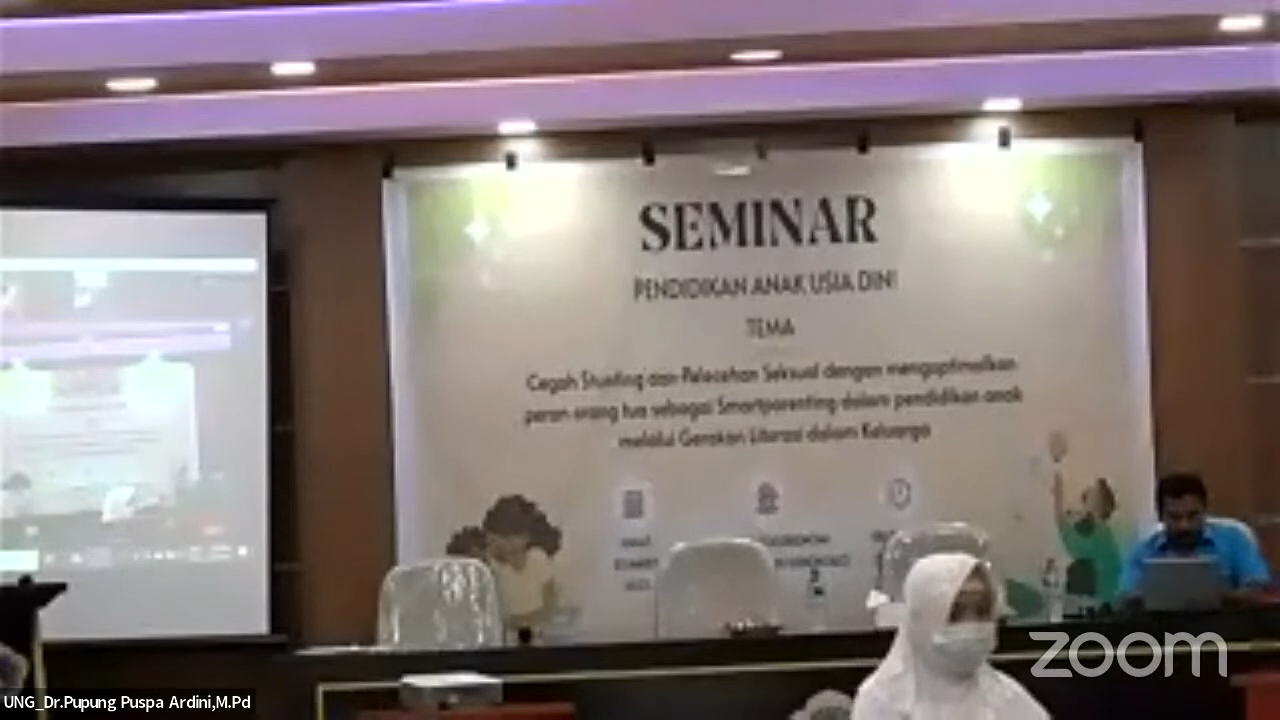 SEMINAR
PENDIDIKAN ANAK USIA DINI
TEMA
Cegah Stunting dan Pelecehan Seksual dengan mengoptimalkan
peran orang tua sebagai Smartparenting dalam pendidikan anak
melalui Gerakan Literasi dalam Keluarga
zoom
UNG_Dr.Pupung Puspa Ardini,M.Pd